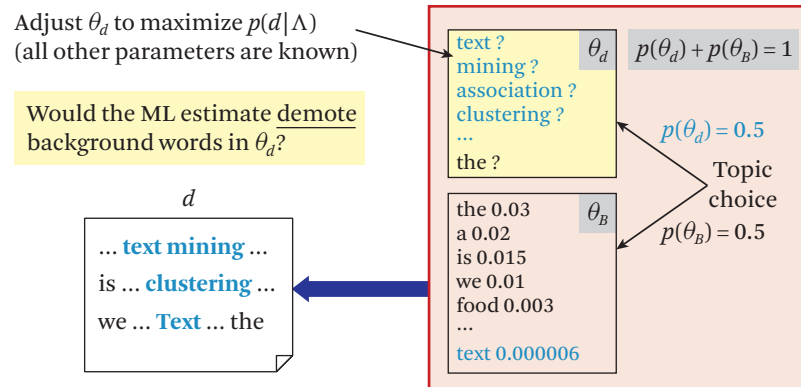 Adjust θd to maximize p(d|Λ)
(all other parameters are known)
Would the ML estimate demote
background words in θd?
d
... text mining ...
is ... clustering ...
we ... Text ... the
text ?
mining ?
association ?
clustering ?
...
the ?
θd
p(θd) + p(θB) = 1
p(θd) = 0.5
Topic
choice
p(θB) = 0.5
the 0.03
a 0.02
is 0.015
we 0.01
food 0.003
...
text 0.000006
θB